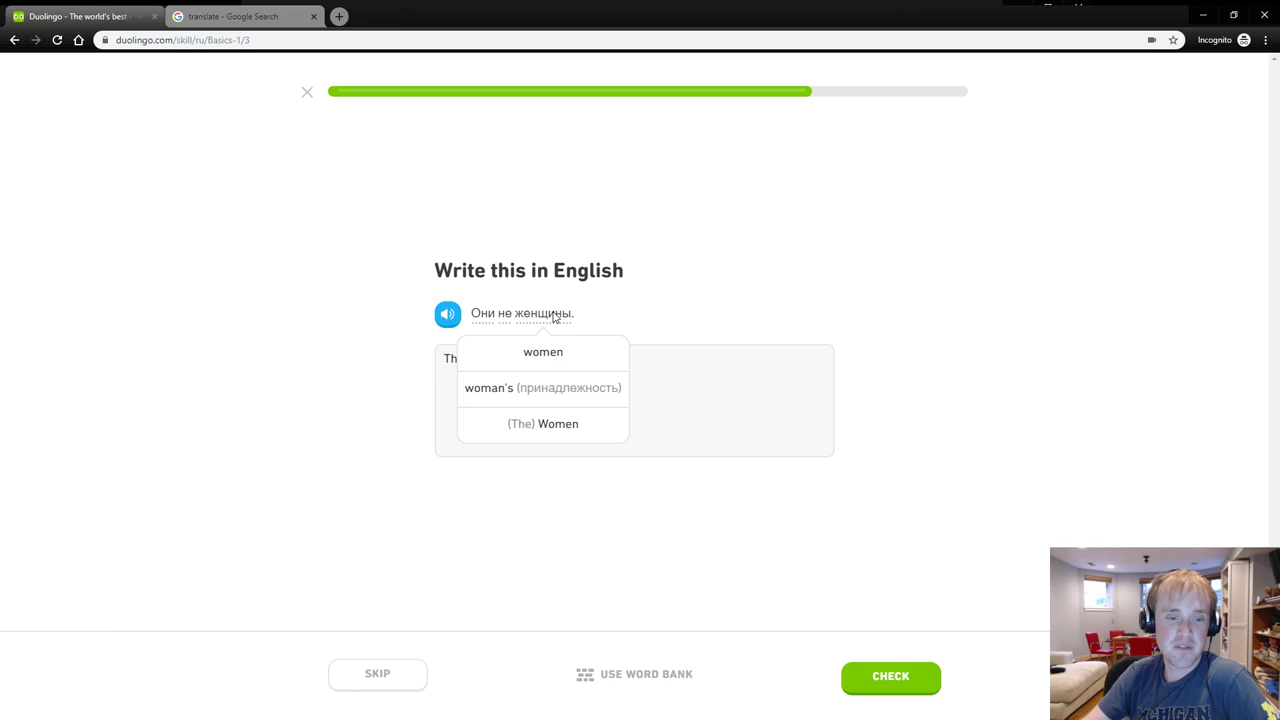 Duolingo - The world's best
translate - Google Search
duolingo.com/skill/ru/Basics-1/3
Incognito
Write this in English
Они не женщины.
Th
women
woman's (принадлежность)
(The) Women
SKIP
USE WORD BANK
CHECK
MICHIGAN